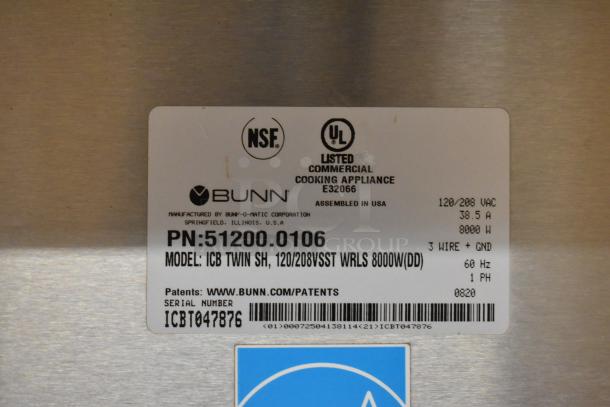 NSF
UL
LISTED
COMMERCIAL
COOKING APPLIANCE
E32066
BUNN
ASSEMBLED IN USA
MANUFACTURED BY BUNN-O-MATIC CORPORATION
SPRINGFIELD, ILLINOIS, U.S.A
120/208 VAC
38.5 A
8000 W
3 WIRE + GND
60 Hz
1 PH
0820
PN:51200.0106
GROUP
MODEL: ICB TWIN SH, 120/208VSST WRLS 8000W(DD)
Patents: WWW.BUNN.COM/PATENTS
SERIAL NUMBER
ICBT047876
(01)00072504138114(21)ICBT047876